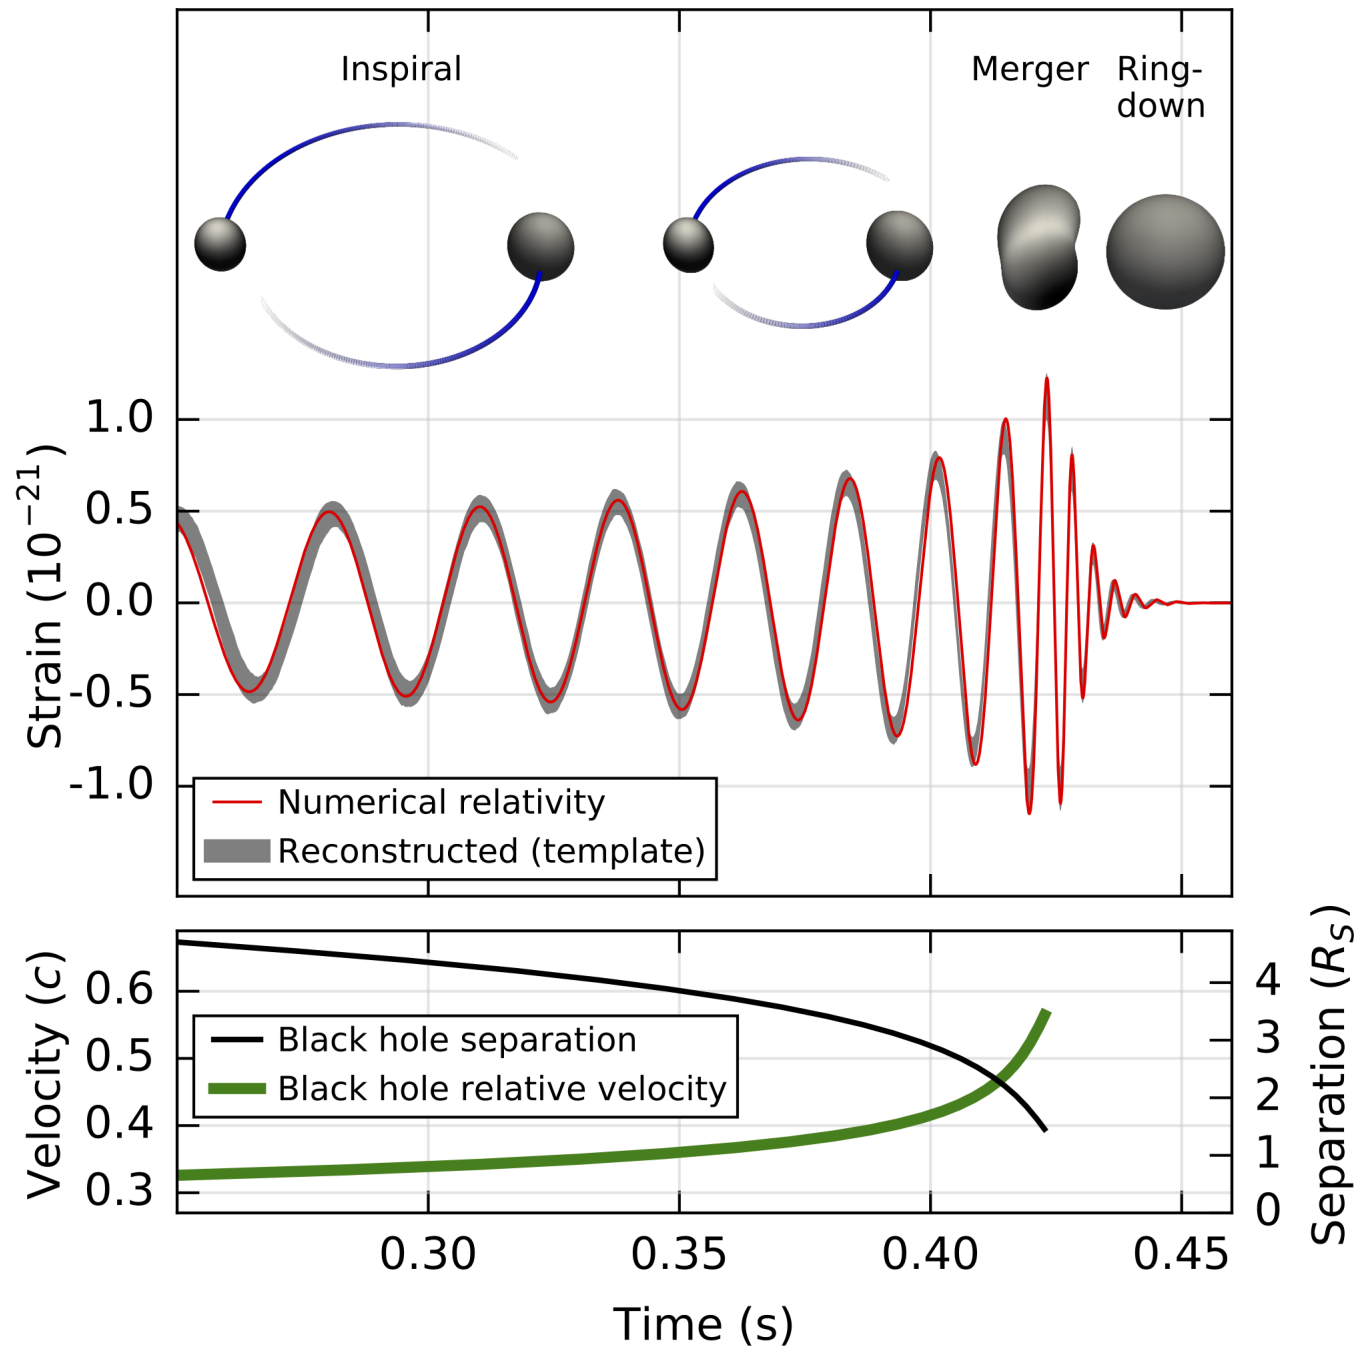 Inspiral
Merger
Ring-
down
Strain (10⁻²¹)
1.0
0.5
0.0
-0.5
-1.0
Numerical relativity
Reconstructed (template)
Velocity (c)
0.6
0.5
0.4
0.3
Black hole separation
Black hole relative velocity
4
3
2
1
0
Separation (R_S)
0.30 0.35 0.40 0.45
Time (s)